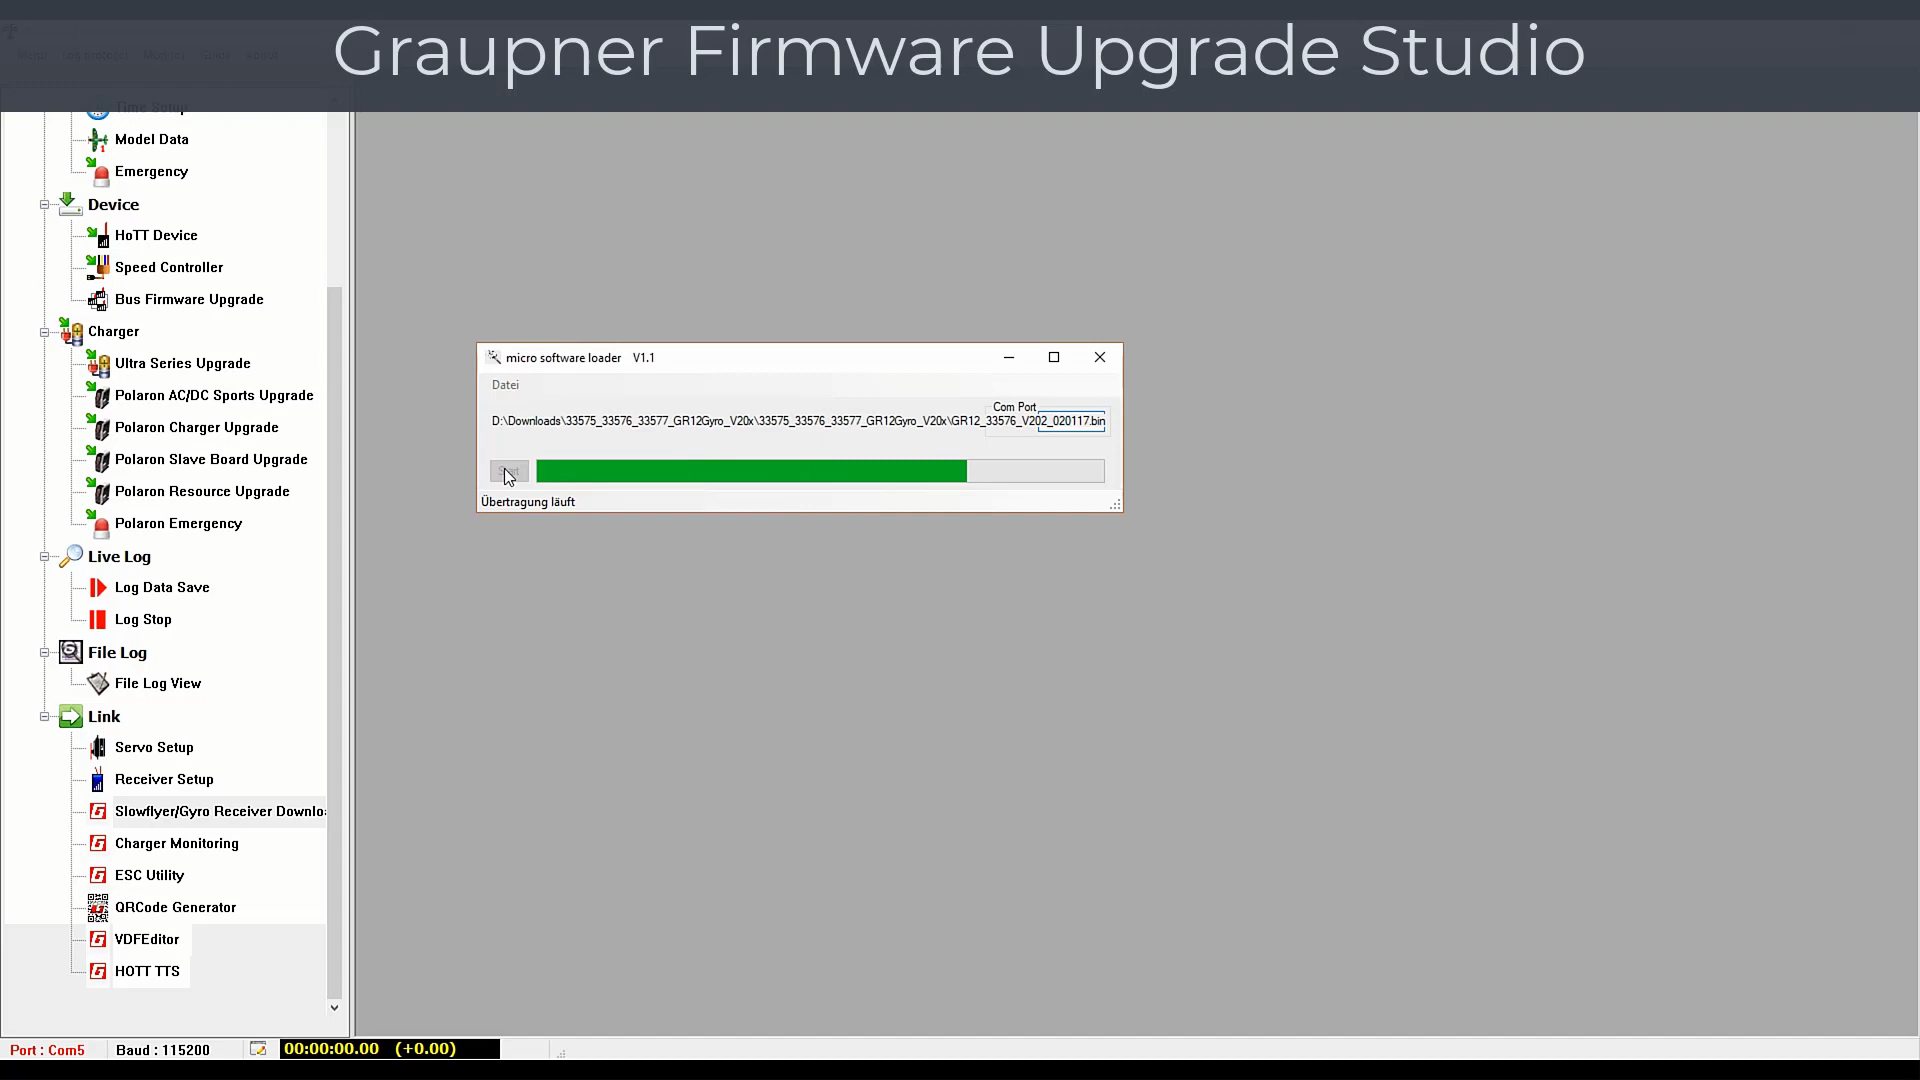 Graupner Firmware Upgrade Studio
Time Setup
Model Data
Emergency
Device
HoTT Device
Speed Controller
Bus Firmware Upgrade
Charger
Ultra Series Upgrade
Polaron AC/DC Sports Upgrade
Polaron Charger Upgrade
Polaron Slave Board Upgrade
Polaron Resource Upgrade
Polaron Emergency
Live Log
Log Data Save
Log Stop
File Log
File Log View
Link
Servo Setup
Receiver Setup
Slowflyer/Gyro Receiver Downloa
Charger Monitoring
ESC Utility
QRCode Generator
VDFEditor
HOTT TTS
micro software loader V1.1
Datei
Com Port
D:\Downloads\33575_33576_33577_GR12Gyro_V20x\33575_33576_33577_GR12Gyro_V20x\GR12_33576_V202_020117.bin
Start
Übertragung läuft
Port : Com5 Baud : 115200 00:00:00.00 (+0.00)